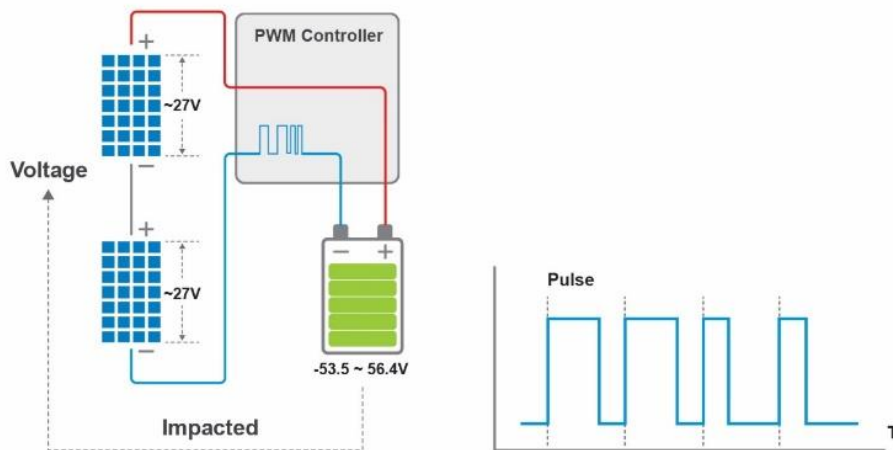 PWM Controller
+
~27V
−
Voltage
+
~27V
−
− +
-53.5 ~ 56.4V
Impacted
Pulse
T